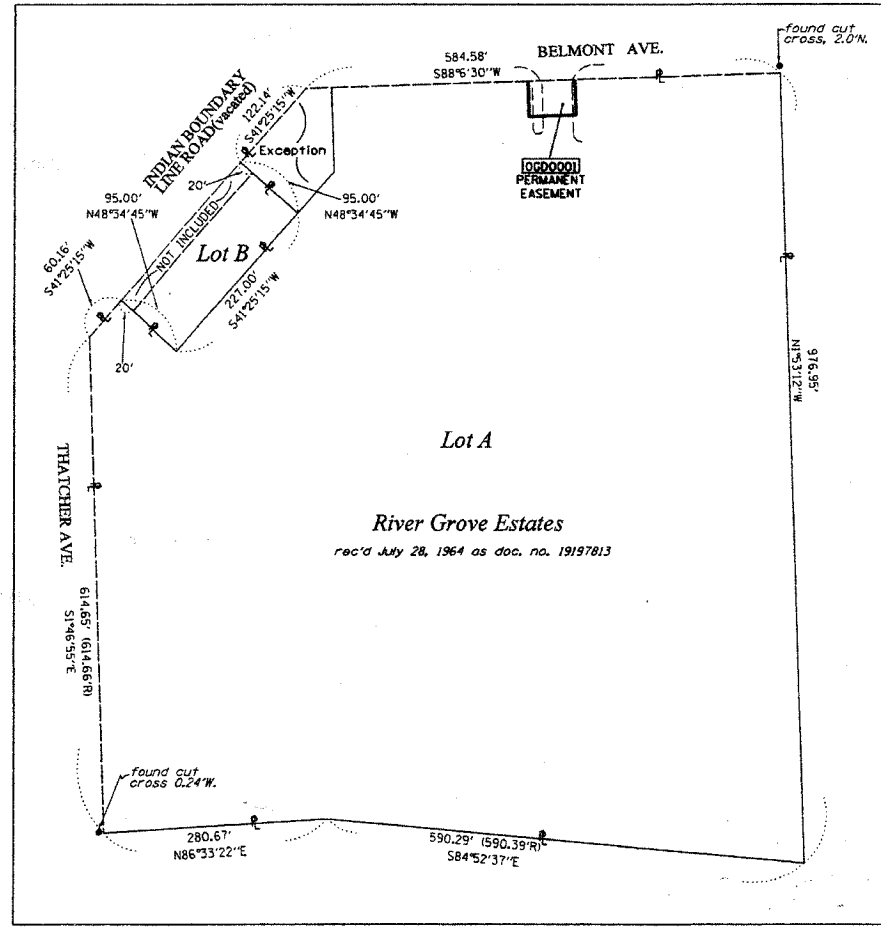 found cut
cross, 2.0'N.
584.58'
S88°6'30"W
BELMONT AVE.
INDIAN BOUNDARY
LINE ROAD(vacated)
122.14'
S41°25'15"W
Exception
0GD0001
PERMANENT
EASEMENT
20'
95.00'
N48°34'45"W
95.00'
N48°34'45"W
NOT INCLUDED
Lot B
60.16'
S41°25'15"W
227.00'
S41°25'15"W
20'
976.95'
N1°53'12"W
Lot A
THATCHER AVE.
River Grove Estates
rec'd July 28, 1964 as doc. no. 19197813
614.65' (614.66'R)
S1°46'55"E
found cut
cross 0.24'W.
280.67'
N86°33'22"E
590.29' (590.39'R)
S84°52'37"E